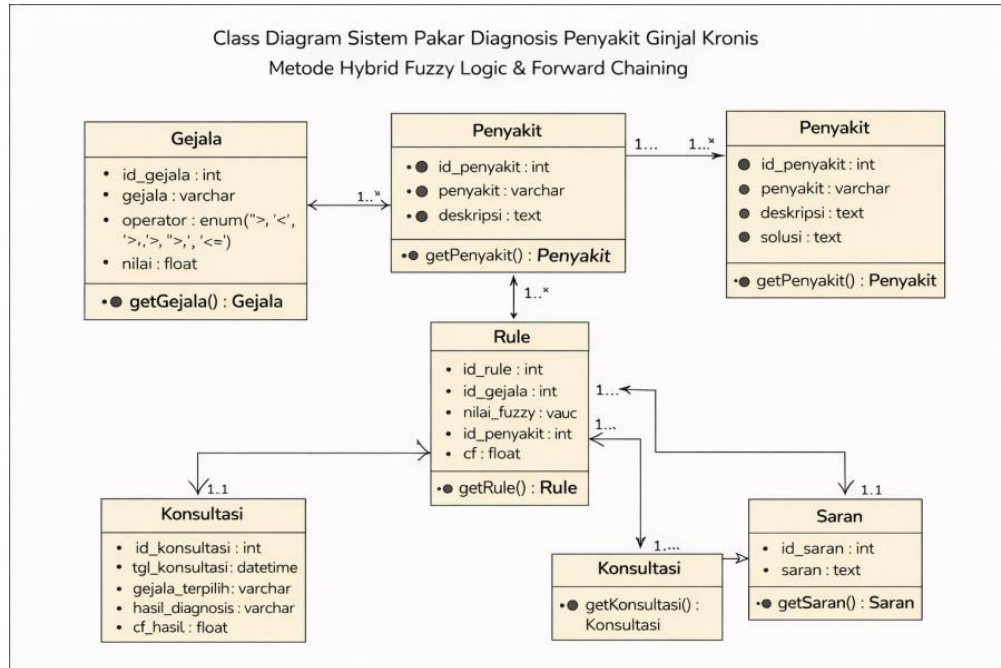 Class Diagram Sistem Pakar Diagnosis Penyakit Ginjal Kronis
Metode Hybrid Fuzzy Logic & Forward Chaining
Gejala
• id_gejala : int
• gejala : varchar
• operator : enum(">, '<',
'>,,'>, ">,', '<=')
• nilai : float
•● getGejala() : Gejala
1..*
Penyakit
•● id_penyakit : int
•● penyakit : varchar
•● deskripsi : text
•● getPenyakit() : Penyakit
1...
1..*
Penyakit
● id_penyakit : int
● penyakit : varchar
● deskripsi : text
● solusi : text
•● getPenyakit() : Penyakit
1..*
Rule
• id_rule : int
• id_gejala : int
• nilai_fuzzy : vauc
• id_penyakit : int
• cf : float
•● getRule() : Rule
1...
1...
1..1
Konsultasi
• id_konsultasi : int
• tgl_konsultasi : datetime
• gejala_terpilih : varchar
• hasil_diagnosis : varchar
• cf_hasil : float
1....
Konsultasi
•● getKonsultasi() :
Konsultasi
1.1
Saran
• id_saran : int
• saran : text
•● getSaran() : Saran